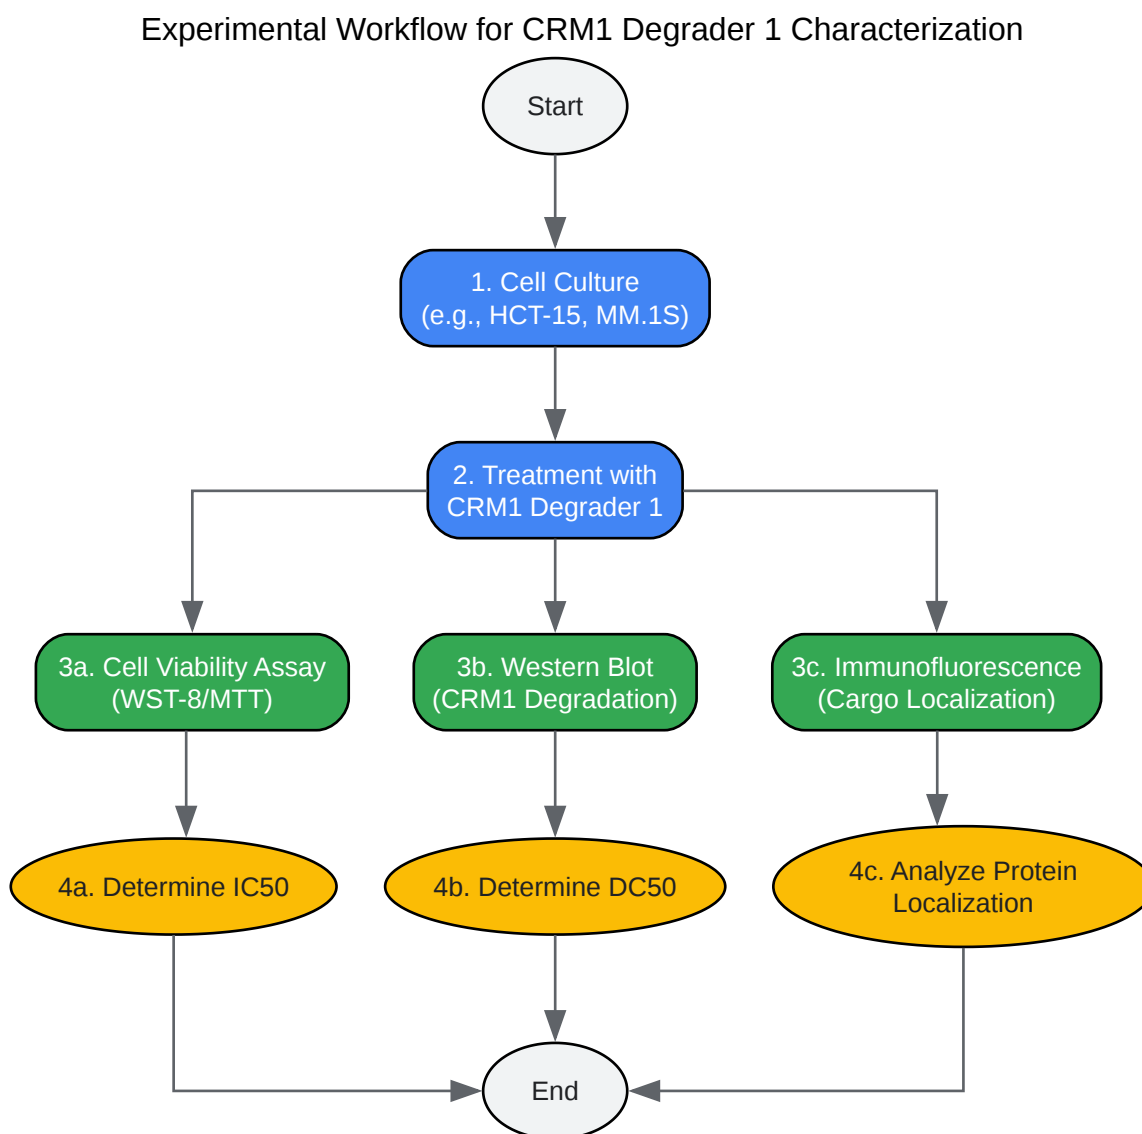 Experimental Workflow for CRM1 Degrader 1 Characterization
Start
1. Cell Culture
(e.g., HCT-15, MM.1S)
2. Treatment with
CRM1 Degrader 1
3a. Cell Viability Assay
(WST-8/MTT)
3b. Western Blot
(CRM1 Degradation)
3c. Immunofluorescence
(Cargo Localization)
4a. Determine IC50
4b. Determine DC50
4c. Analyze Protein
Localization
End